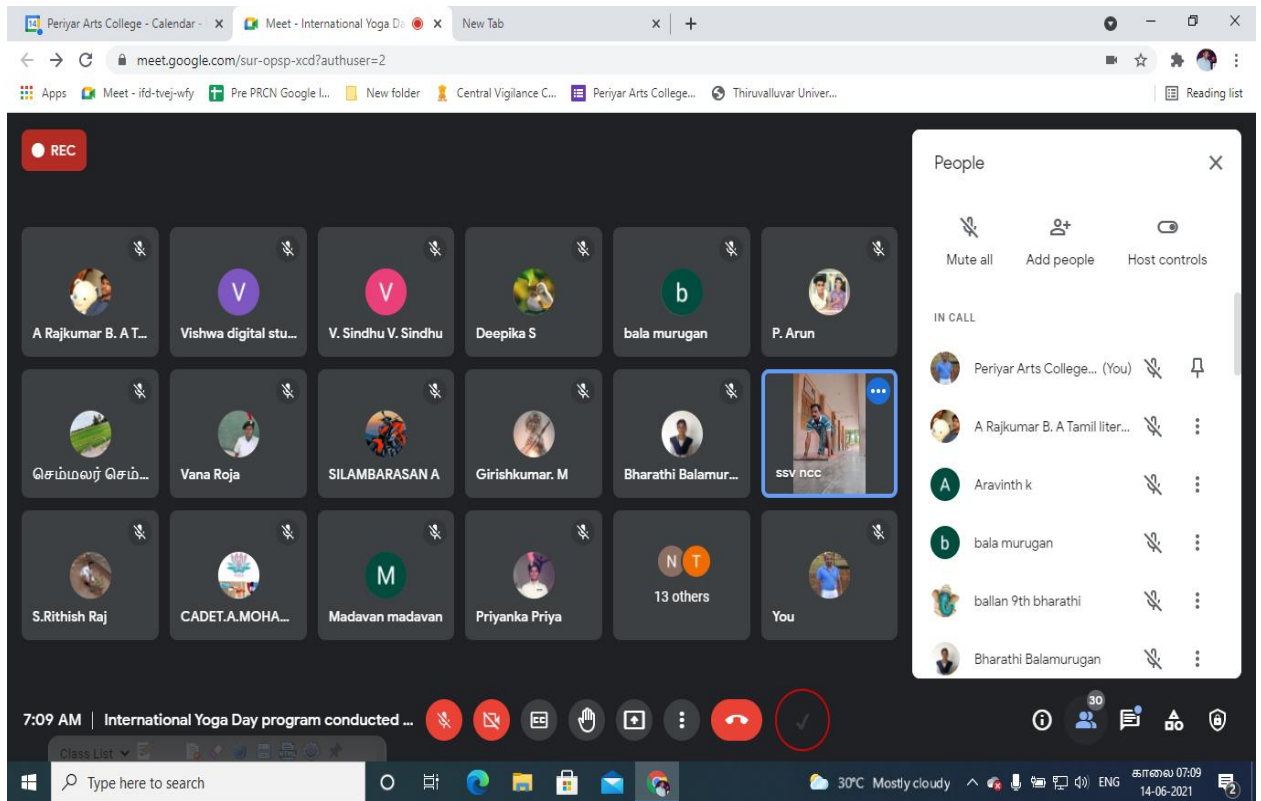 Periyar Arts College - Calendar -
Meet - International Yoga Da
New Tab
meet.google.com/sur-opsp-xcd?authuser=2
Apps
Meet - ifd-tvej-wfy
Pre PRCN Google I...
New folder
Central Vigilance C...
Periyar Arts College...
Thiruvalluvar Univer...
Reading list
REC
A Rajkumar B. A T...
V
Vishwa digital stu...
V
V. Sindhu V. Sindhu
Deepika S
b
bala murugan
P. Arun
செம்மலர் செம்...
Vana Roja
SILAMBARASAN A
Girishkumar. M
Bharathi Balamur...
ssv ncc
S.Rithish Raj
CADET.A.MOHA...
M
Madavan madavan
Priyanka Priya
N T
13 others
You
People
Mute all
Add people
Host controls
IN CALL
Periyar Arts College... (You)
A Rajkumar B. A Tamil liter...
A
Aravinth k
b
bala murugan
ballan 9th bharathi
Bharathi Balamurugan
7:09 AM | International Yoga Day program conducted ...
CC
30
Class List
Type here to search
30°C Mostly cloudy
ENG
காலை 07:09
14-06-2021
2